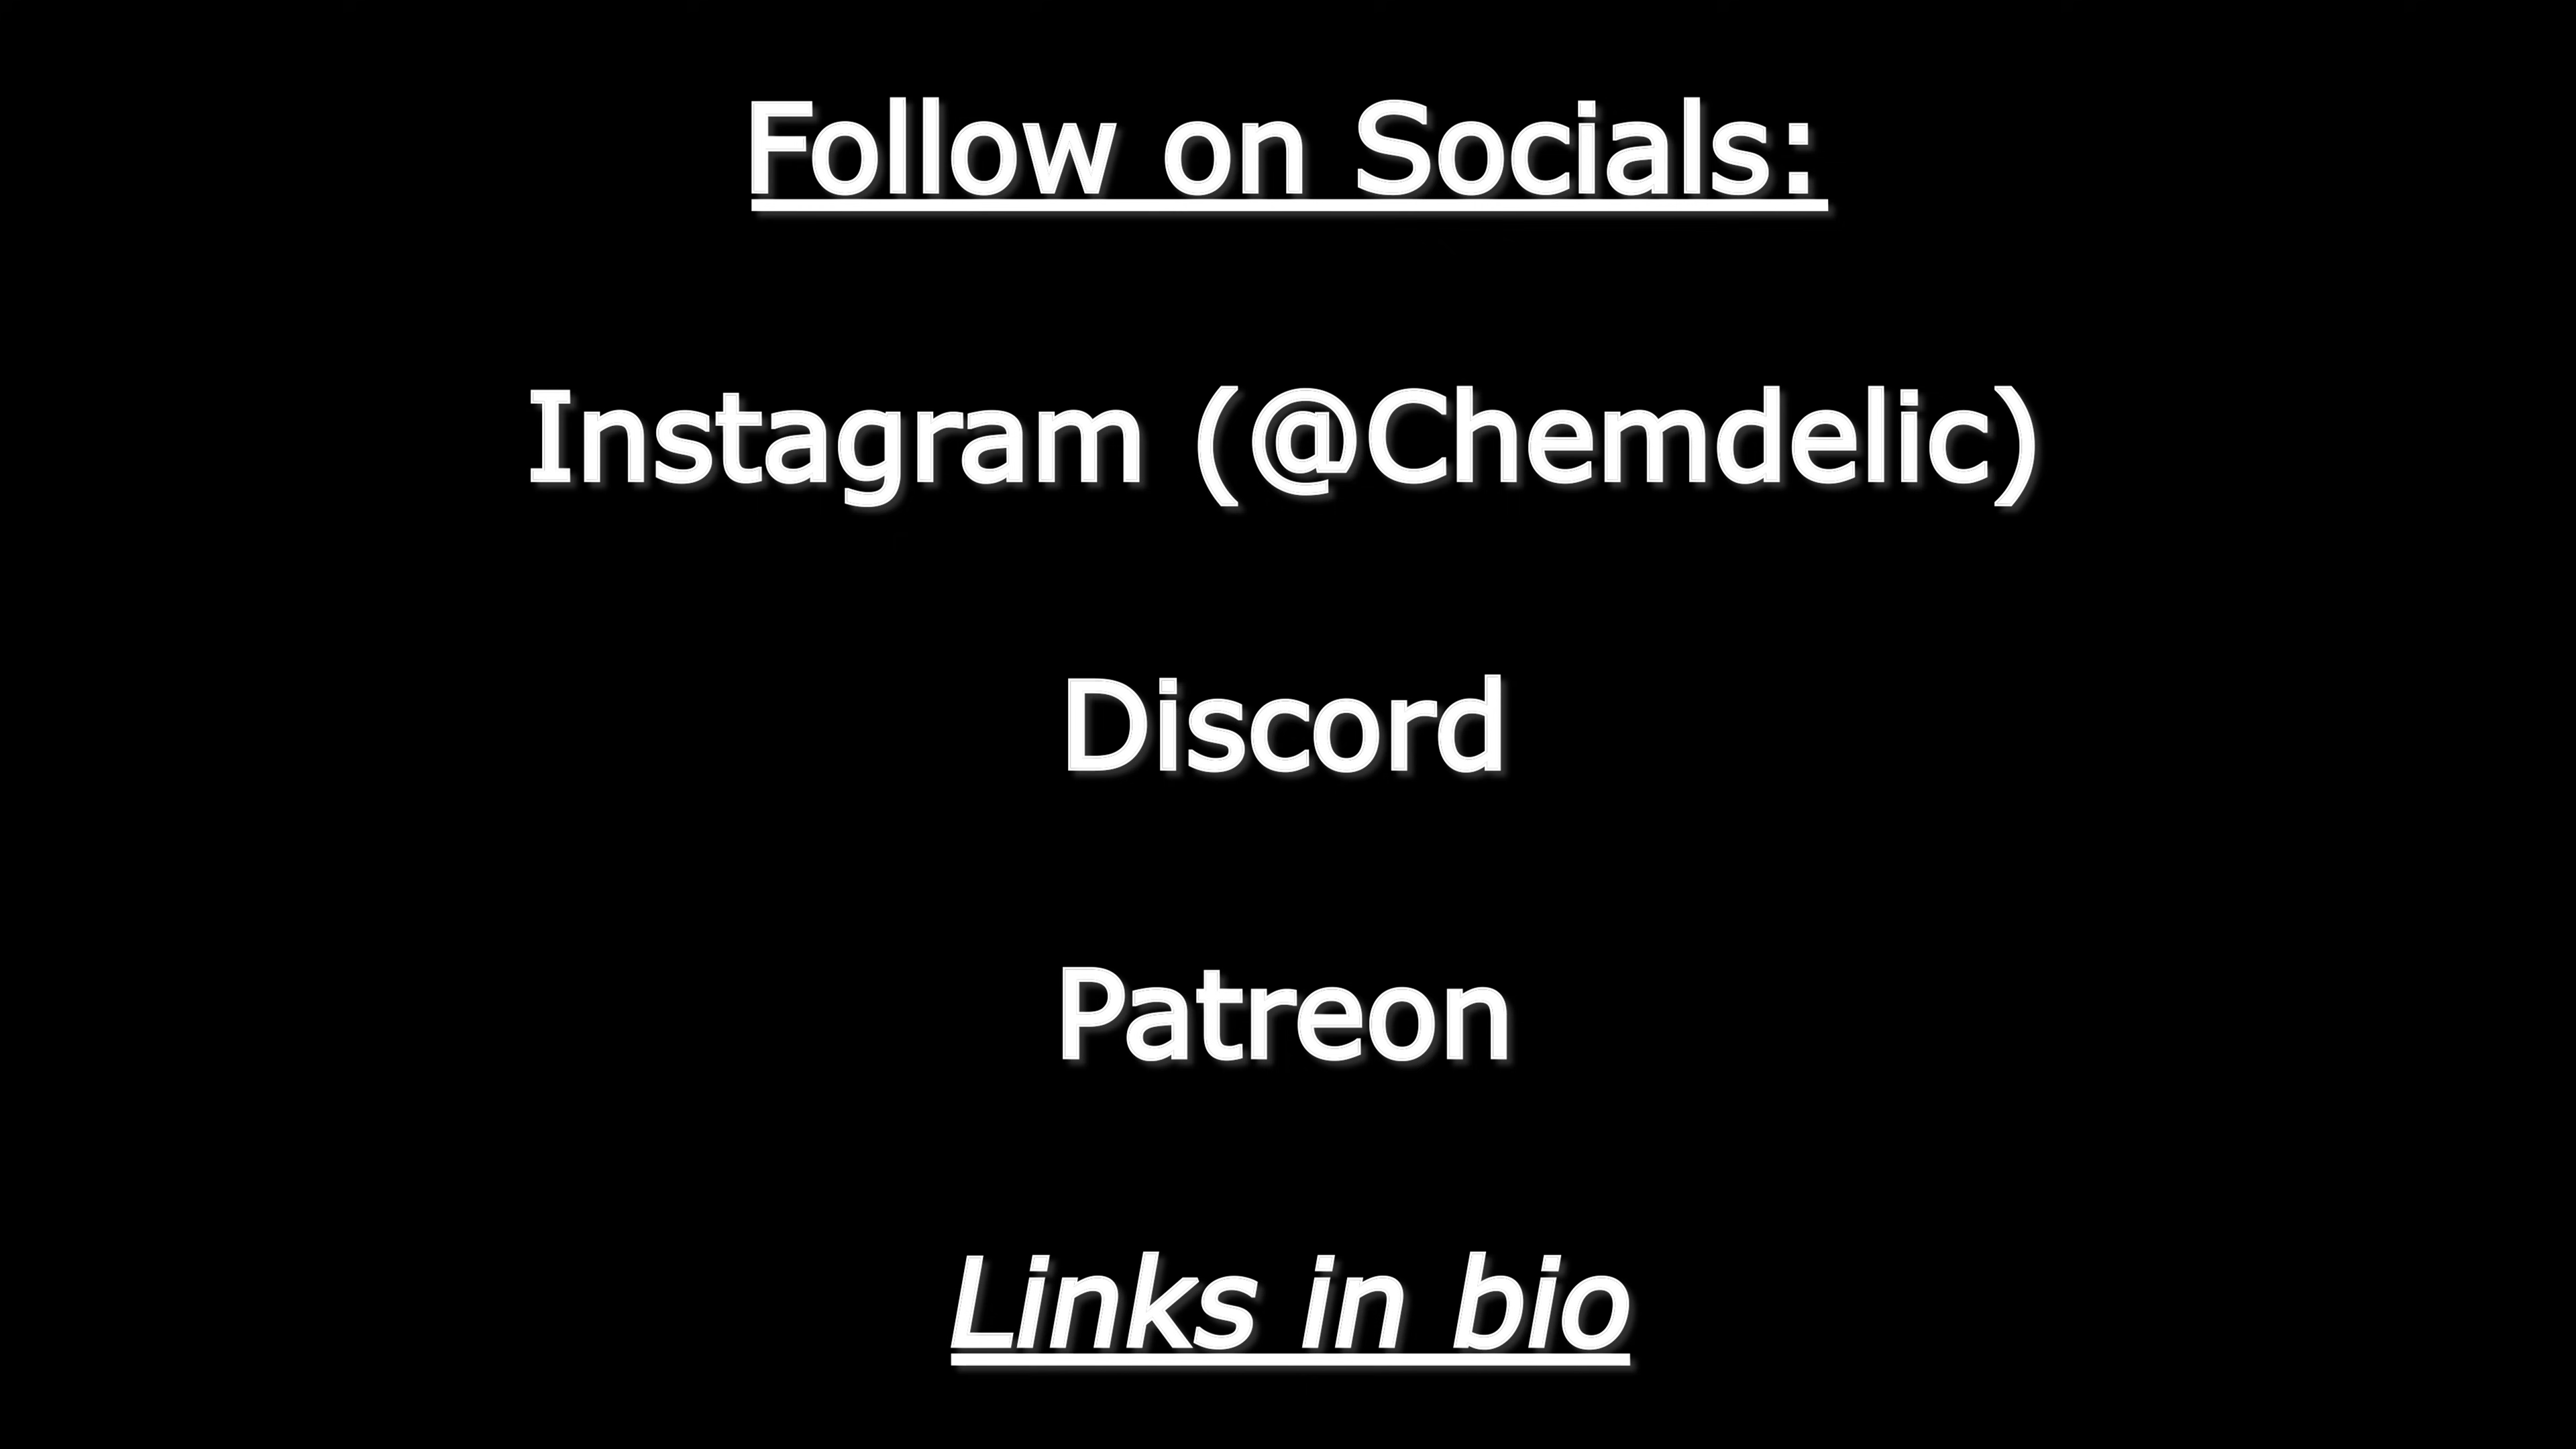 Follow on Socials:
Instagram (@Chemdelic)
Discord
Patreon
Links in bio